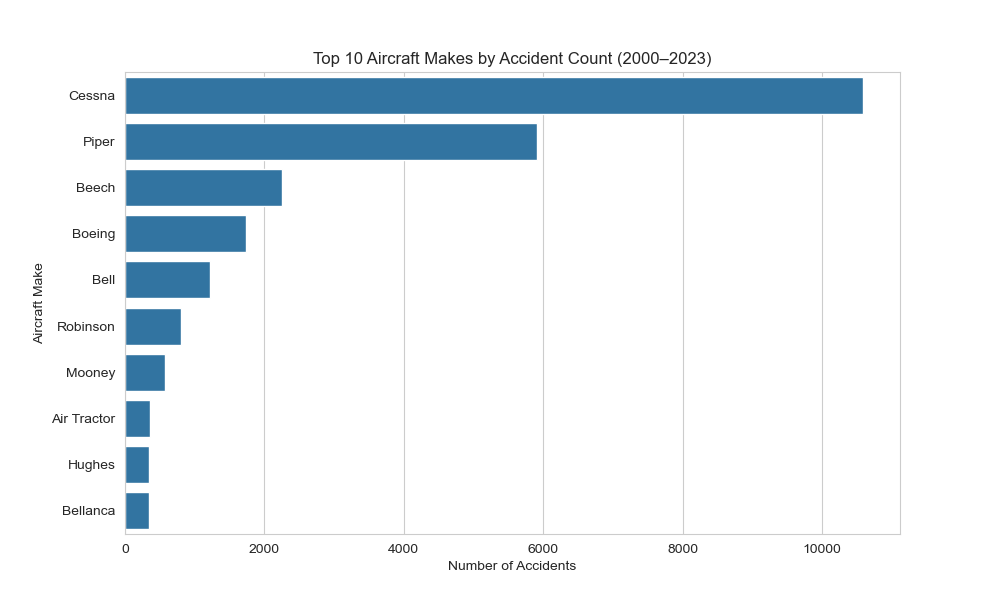 Top 10 Aircraft Makes by Accident Count (2000–2023)
Aircraft Make
Cessna
Piper
Beech
Boeing
Bell
Robinson
Mooney
Air Tractor
Hughes
Bellanca
0 2000 4000 6000 8000 10000
Number of Accidents